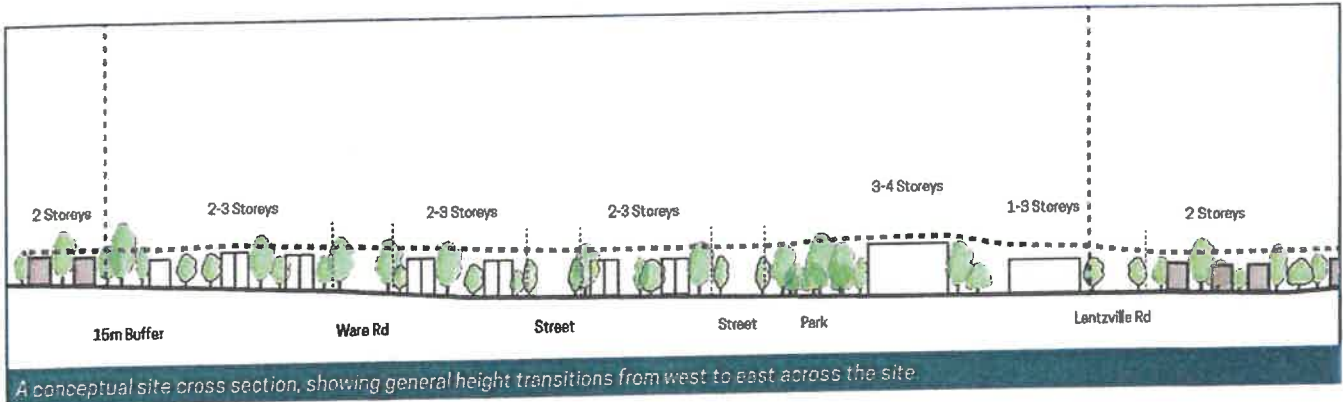 3-4 Storeys
2 Storeys
2-3 Storeys
2-3 Storeys
2-3 Storeys
1-3 Storeys
2 Storeys
15m Buffer
Ware Rd
Street
Street
Park
Lantzville Rd
A conceptual site cross section, showing general height transitions from west to east across the site.